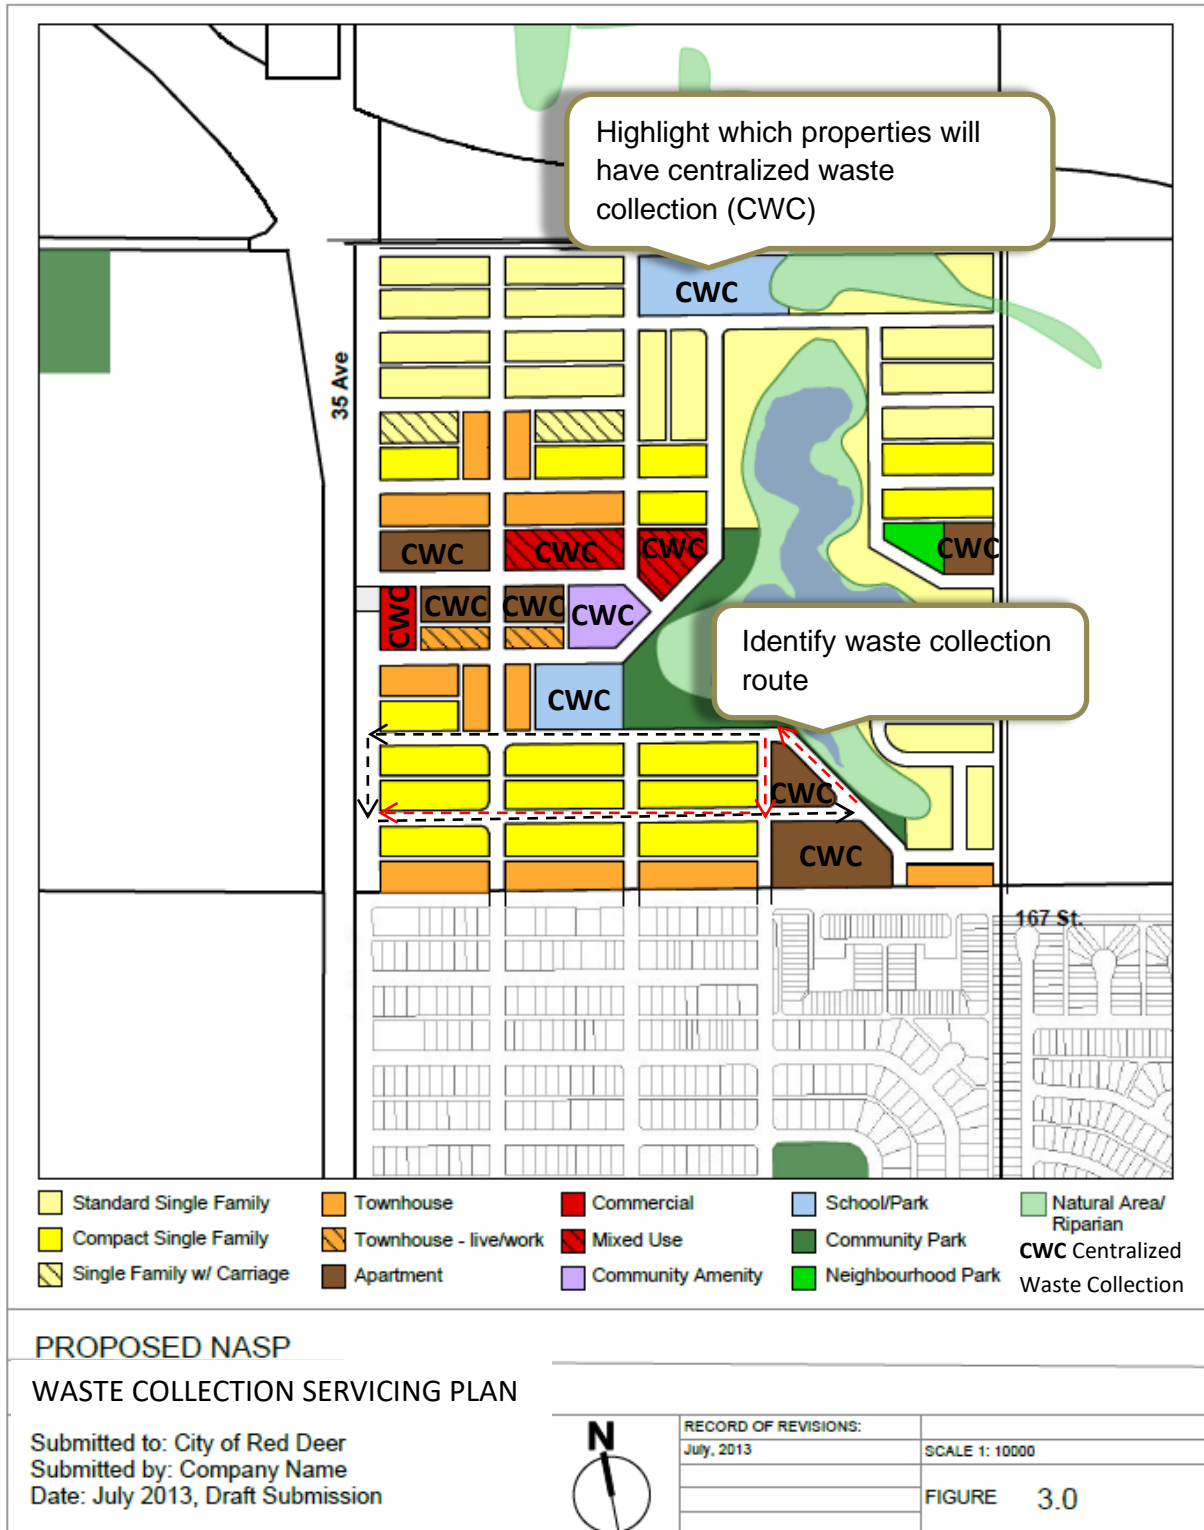 Highlight which properties will
have centralized waste
collection (CWC)
CWC
35 Ave
CWC
CWC
CWC
CWC
CWC
CWC
CWC
CWC
Identify waste collection
route
CWC
CWC
CWC
167 St.
Standard Single Family
Townhouse
Commercial
School/Park
Natural Area/
Riparian
Compact Single Family
Townhouse - live/work
Mixed Use
Community Park
CWC Centralized
Waste Collection
Single Family w/ Carriage
Apartment
Community Amenity
Neighbourhood Park
PROPOSED NASP
WASTE COLLECTION SERVICING PLAN
Submitted to: City of Red Deer
Submitted by: Company Name
Date: July 2013, Draft Submission
N
RECORD OF REVISIONS:
July, 2013
SCALE 1: 10000
FIGURE 3.0